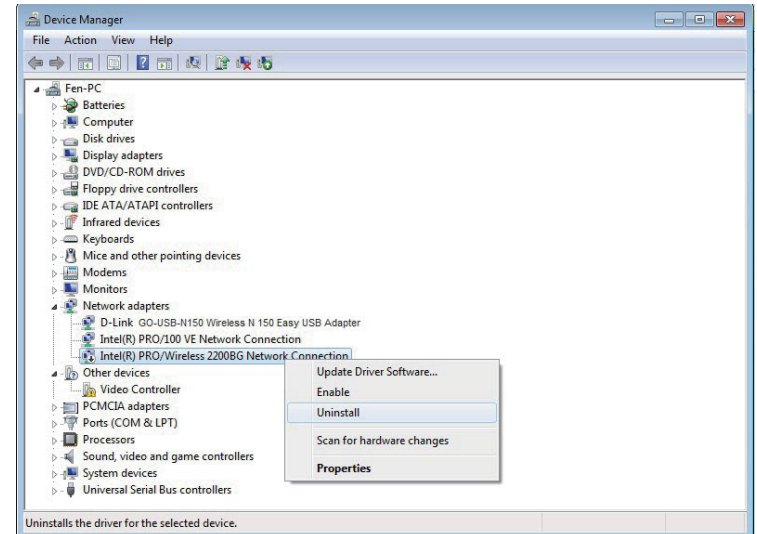 Device Manager
File Action View Help
Fen-PC
Batteries
Computer
Disk drives
Display adapters
DVD/CD-ROM drives
Floppy drive controllers
IDE ATA/ATAPI controllers
Infrared devices
Keyboards
Mice and other pointing devices
Modems
Monitors
Network adapters
D-Link GO-USB-N150 Wireless N 150 Easy USB Adapter
Intel(R) PRO/100 VE Network Connection
Intel(R) PRO/Wireless 2200BG Network Connection
Other devices
Video Controller
PCMCIA adapters
Ports (COM & LPT)
Processors
Sound, video and game controllers
System devices
Universal Serial Bus controllers
Update Driver Software...
Enable
Uninstall
Scan for hardware changes
Properties
Uninstalls the driver for the selected device.